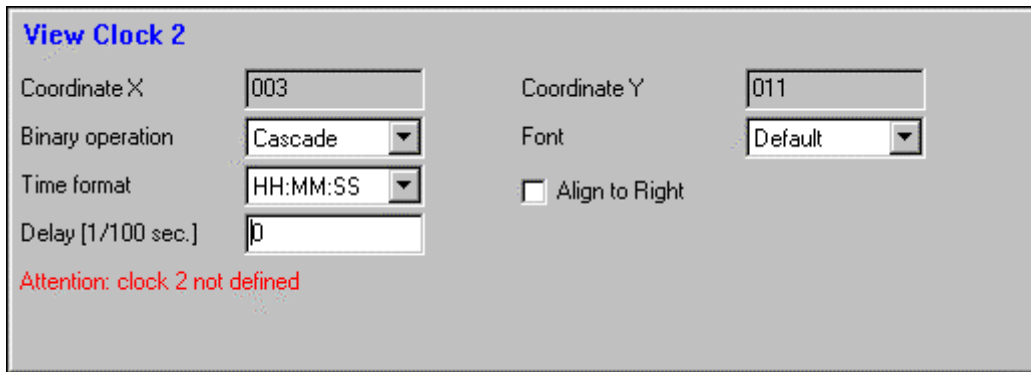 View Clock 2
Coordinate X 003 Coordinate Y 011
Binary operation Cascade Font Default
Time format HH:MM:SS Align to Right
Delay [1/100 sec.] 0
Attention: clock 2 not defined